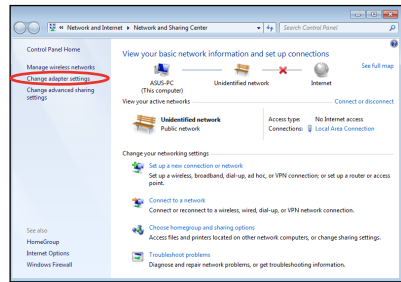 « Network and Internet ▸ Network and Sharing Center
Search Control Panel
Control Panel Home
Manage wireless networks
Change adapter settings
Change advanced sharing
settings
See also
HomeGroup
Internet Options
Windows Firewall
View your basic network information and set up connections
See full map
ASUS-PC
(This computer)
Unidentified network
Internet
View your active networks
Connect or disconnect
Unidentified network
Public network
Access type: No Internet access
Connections: Local Area Connection
Change your networking settings
Set up a new connection or network
Set up a wireless, broadband, dial-up, ad hoc, or VPN connection; or set up a router or access
point.
Connect to a network
Connect or reconnect to a wireless, wired, dial-up, or VPN network connection.
Choose homegroup and sharing options
Access files and printers located on other network computers, or change sharing settings.
Troubleshoot problems
Diagnose and repair network problems, or get troubleshooting information.